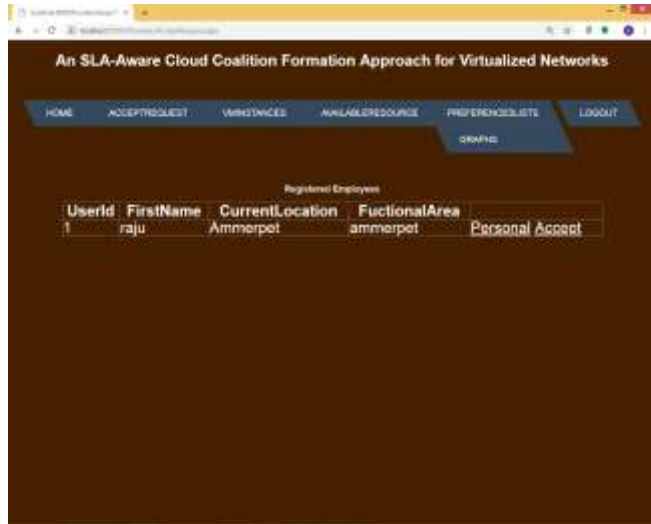 An SLA-Aware Cloud Coalition Formation Approach for Virtualized Networks
HOME ACCEPTREQUEST VMINSTANCES AVAILABLERESOURCE PREFERENCESLISTS LOGOUT
GRAPHS
Registered Employees
UserId FirstName CurrentLocation FuctionalArea
1 raju Ammerpet ammerpet Personal Accept